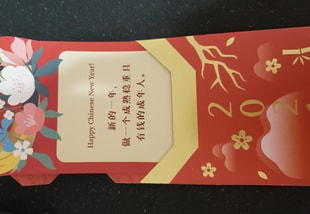 Happy Chinese New Year!
新的一年，
做一个成熟稳重且
有钱的成年人。
202